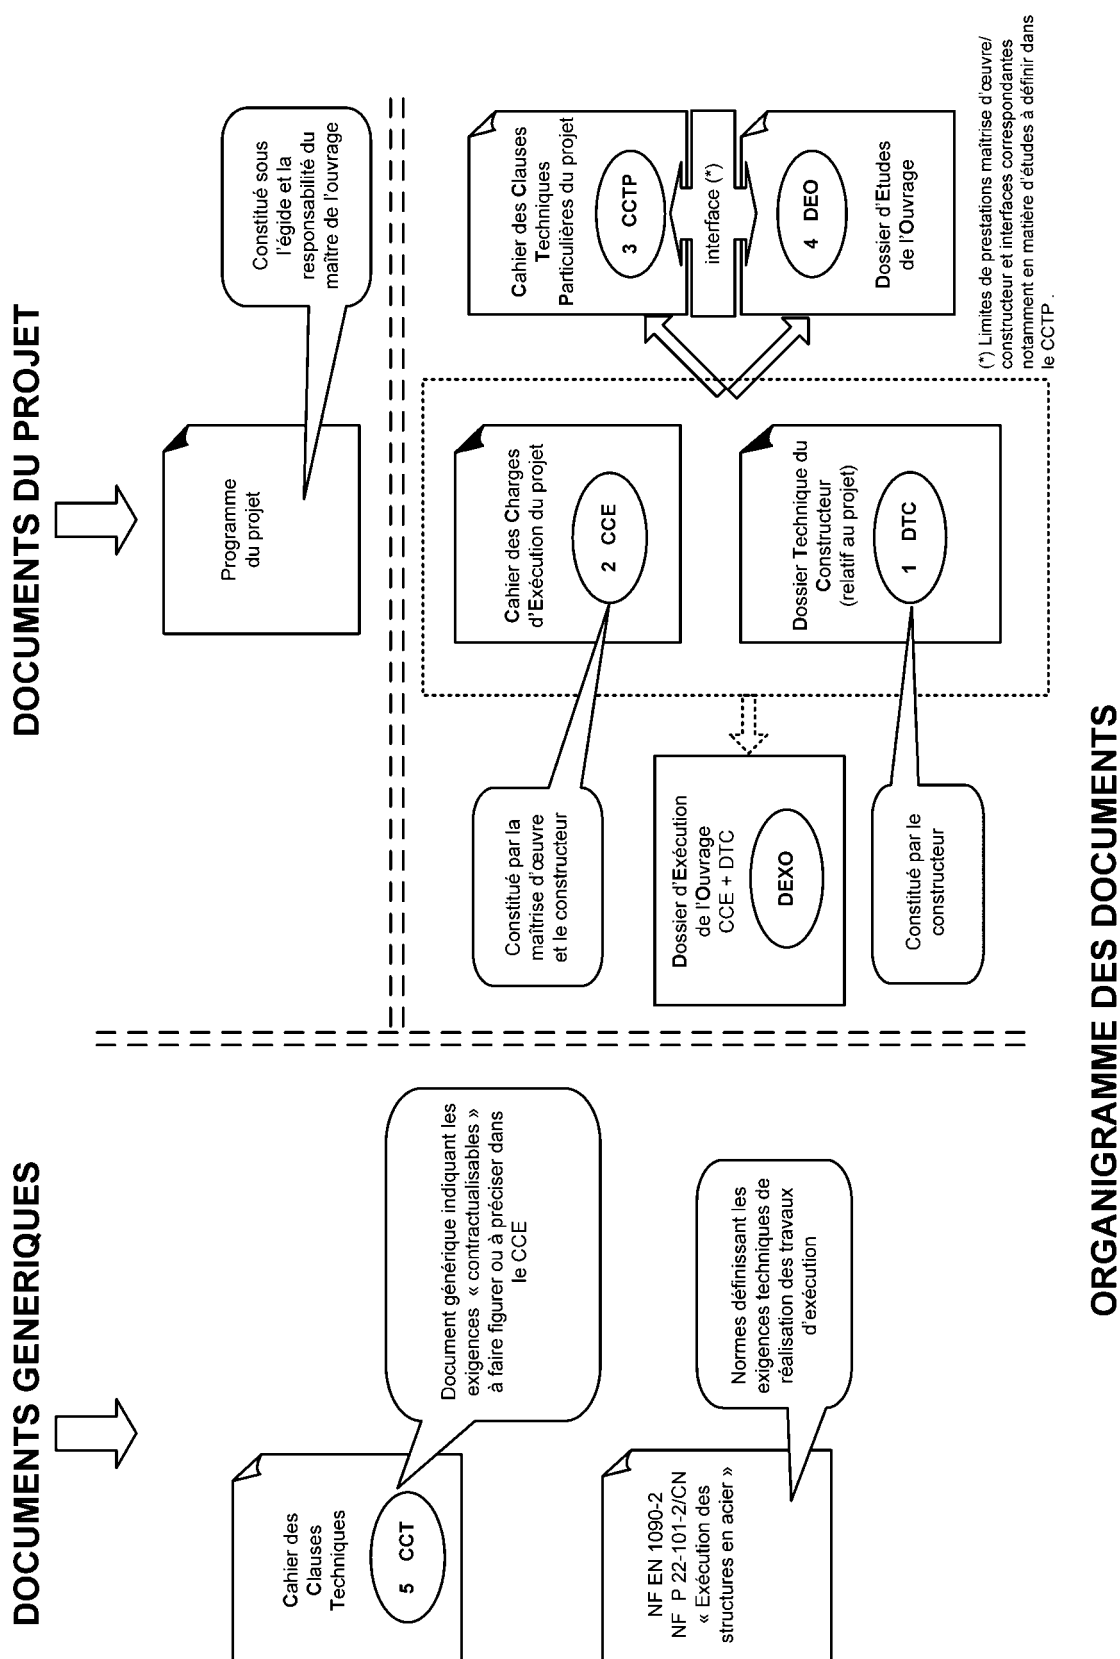 DOCUMENTS GENERIQUES
DOCUMENTS DU PROJET
Cahier des
Clauses
Techniques
5 CCT
Document générique indiquant les
exigences « contractualisables »
à faire figurer ou à préciser dans
le CCE
NF EN 1090-2
NF P 22-101-2/CN
« Exécution des
structures en acier »
Normes définissant les
exigences techniques de
réalisation des travaux
d'exécution
Programme
du projet
Constitué sous
l'égide et la
responsabilité du
maître de l'ouvrage
Constitué par la
maîtrise d'œuvre
et le constructeur
Cahier des Charges
d'Exécution du projet
2 CCE
Cahier des Clauses
Techniques
Particulières du projet
3 CCTP
interface (*)
Dossier d'Exécution
de l'Ouvrage
CCE + DTC
DEXO
Dossier Technique du
Constructeur
(relatif au projet)
1 DTC
4 DEO
Dossier d'Etudes
de l'Ouvrage
Constitué par le
constructeur
(*) Limites de prestations maîtrise d'œuvre/
constructeur et interfaces correspondantes
notamment en matière d'études à définir dans
le CCTP .
ORGANIGRAMME DES DOCUMENTS